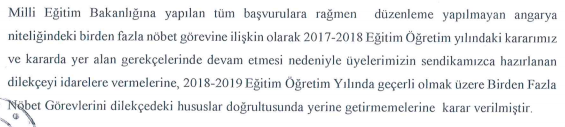 Milli Eğitim Bakanlığına yapılan tüm başvurulara rağmen düzenleme yapılmayan angarya
niteliğindeki birden fazla nöbet görevine ilişkin olarak 2017-2018 Eğitim Öğretim yılındaki kararımız
ve kararda yer alan gerekçelerinde devam etmesi nedeniyle üyelerimizin sendikamızca hazırlanan
dilekçeyi idarelere vermelerine, 2018-2019 Eğitim Öğretim Yılında geçerli olmak üzere Birden Fazla
Nöbet Görevlerini dilekçedeki hususlar doğrultusunda yerine getirmemelerine karar verilmiştir.